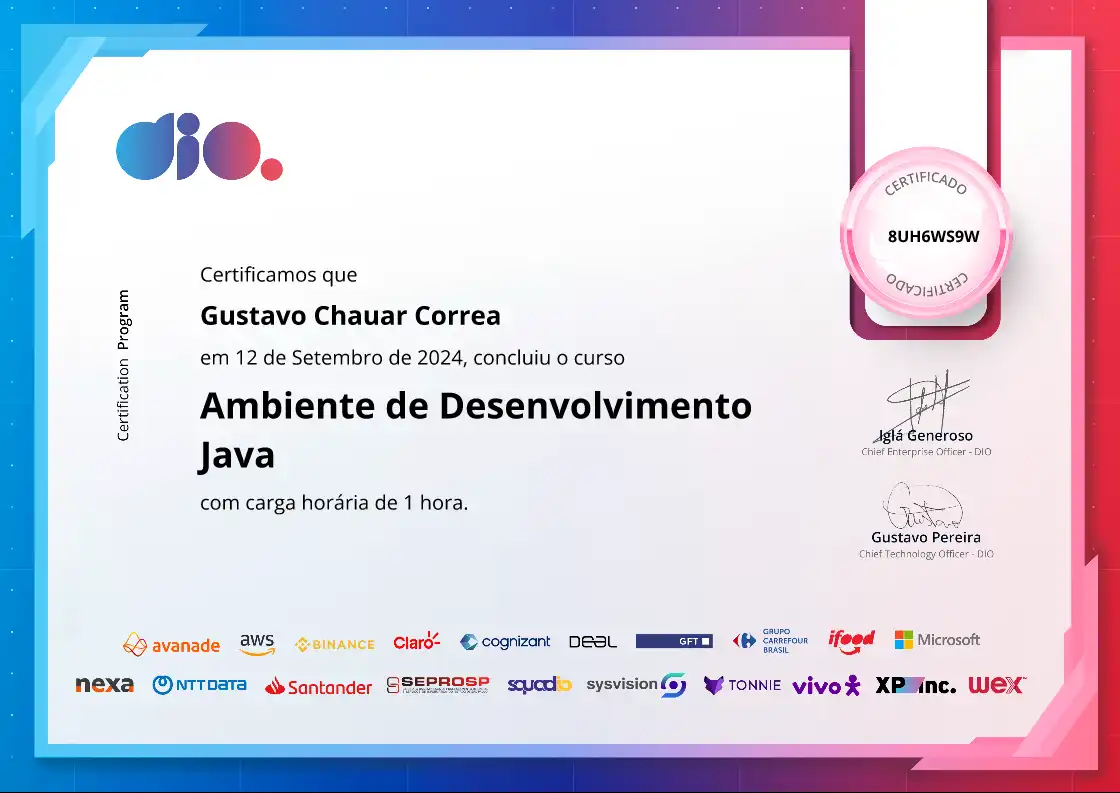 dio.
CERTIFICADO
8UH6WS9W
CERTIFICADO
Certification Program
Certificamos que
Gustavo Chauar Correa
em 12 de Setembro de 2024, concluiu o curso
Ambiente de Desenvolvimento
Java
com carga horária de 1 hora.
Iglá Generoso
Chief Enterprise Officer - DIO
Gustavo Pereira
Chief Technology Officer - DIO
avanade aws BINANCE Claro cognizant DEAL GFT GRUPO CARREFOUR BRASIL ifood Microsoft
nexa NTT DATA Santander SEPROSP squadio sysvision TONNIE vivo XP inc. wex